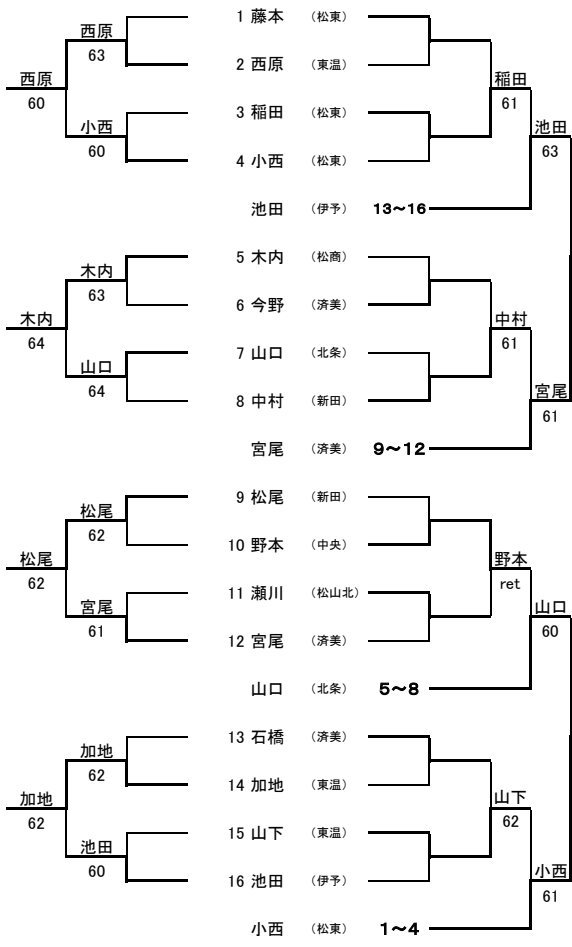 1 藤本 （松東）
西原
63
2 西原 （東温）
西原
60
稲田
61
3 稲田 （松東）
小西
60
池田
63
4 小西 （松東）
池田 （伊予） 13～16
5 木内 （松商）
木内
63
6 今野 （済美）
木内
64
中村
61
7 山口 （北条）
山口
64
宮尾
61
8 中村 （新田）
宮尾 （済美） 9～12
9 松尾 （新田）
松尾
62
10 野本 （中央）
松尾
62
野本
ret
11 瀬川 （松山北）
宮尾
61
山口
60
12 宮尾 （済美）
山口 （北条） 5～8
13 石橋 （済美）
加地
62
14 加地 （東温）
加地
62
山下
62
15 山下 （東温）
池田
60
小西
61
16 池田 （伊予）
小西 （松東） 1～4